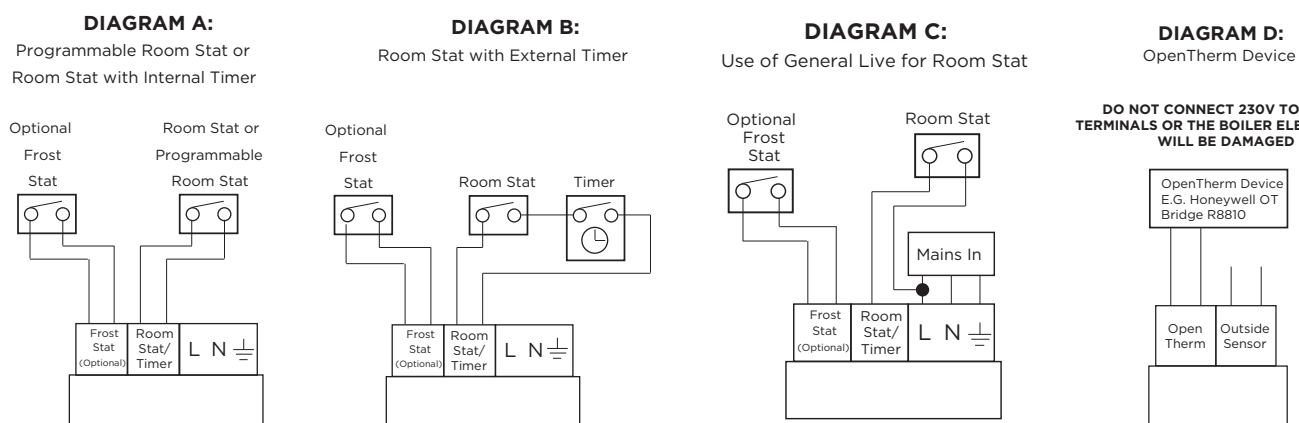 DIAGRAM A:
Programmable Room Stat or
Room Stat with Internal Timer
Optional
Frost
Stat
Room Stat or
Programmable
Room Stat
Frost
Stat
(Optional)
Room
Stat/
Timer
L N
DIAGRAM B:
Room Stat with External Timer
Optional
Frost
Stat
Room Stat
Timer
Frost
Stat
(Optional)
Room
Stat/
Timer
L N
DIAGRAM C:
Use of General Live for Room Stat
Optional
Frost
Stat
Room Stat
Mains In
Frost
Stat
(Optional)
Room
Stat/
Timer
L N
DIAGRAM D:
OpenTherm Device
DO NOT CONNECT 230V TO
TERMINALS OR THE BOILER ELE
WILL BE DAMAGED
OpenTherm Device
E.G. Honeywell OT
Bridge R8810
Open
Therm
Outside
Sensor